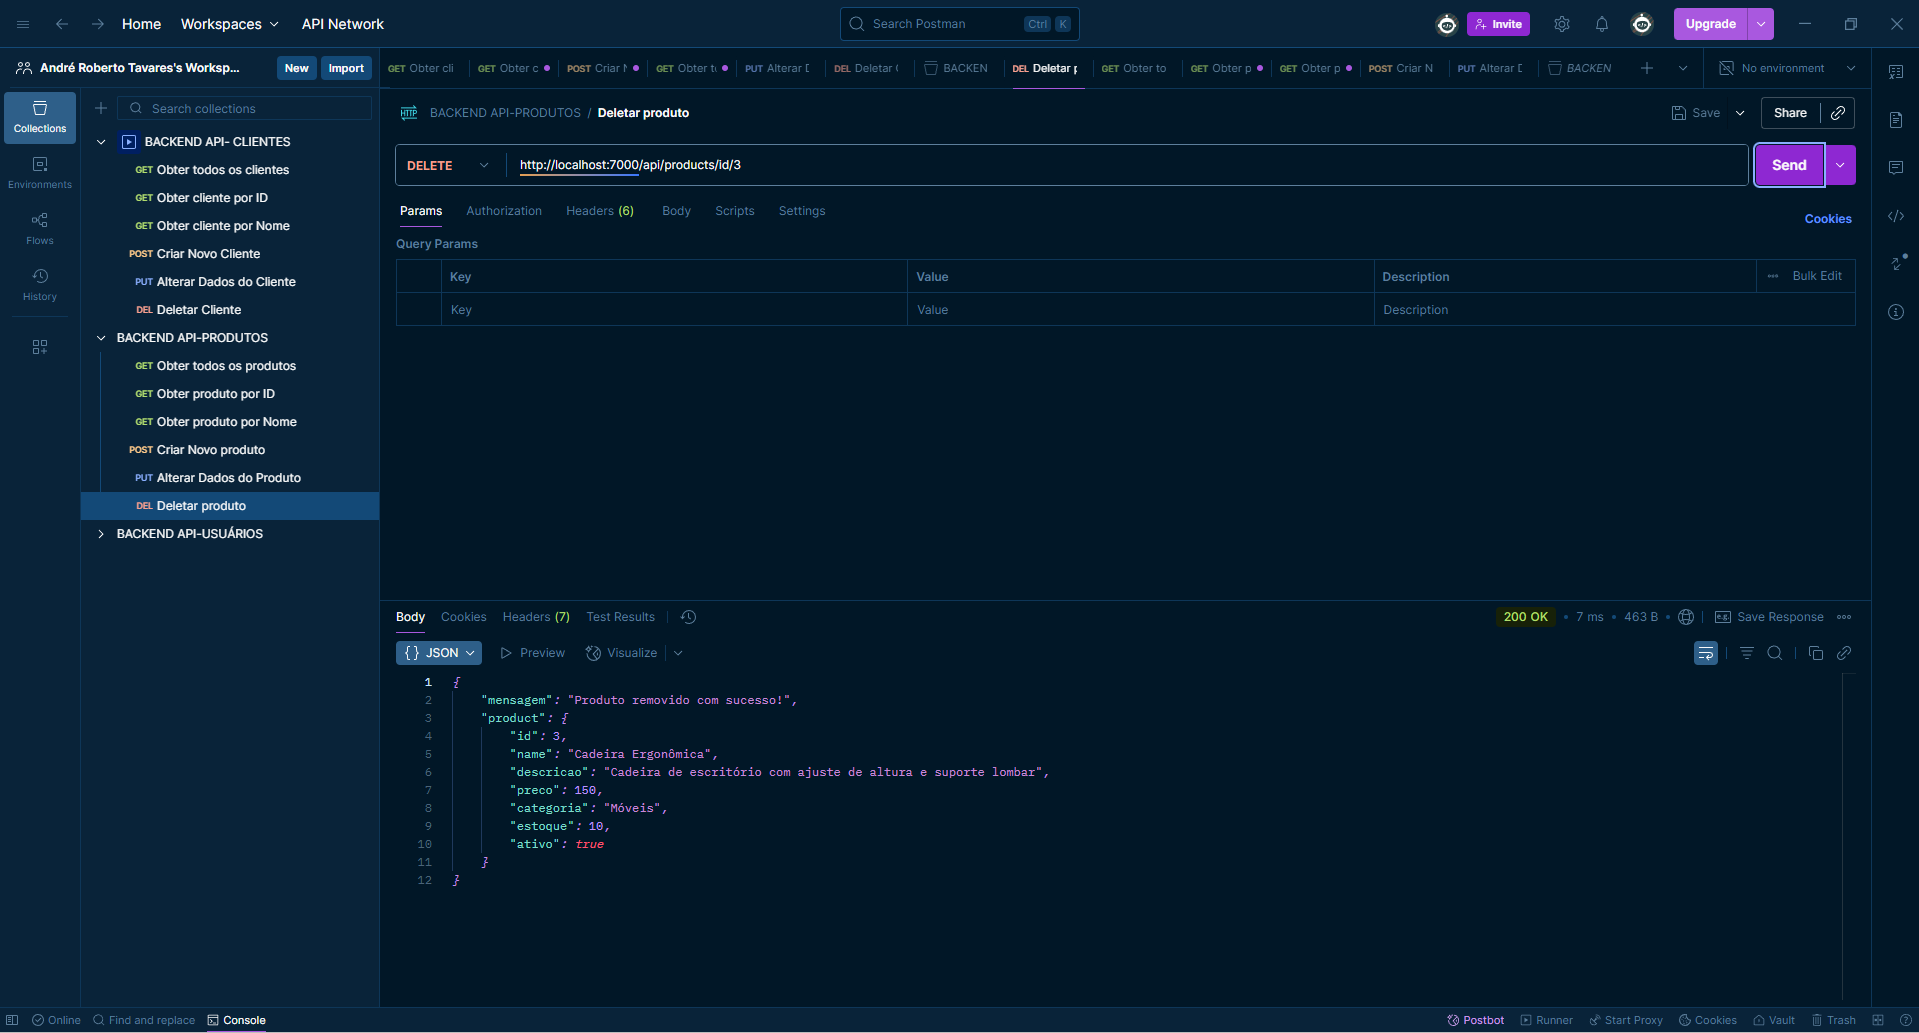 Home Workspaces API Network Search Postman Ctrl K Invite Upgrade
André Roberto Tavares's Worksp... New Import
GET Obter cli GET Obter c POST Criar N GET Obter t PUT Alterar D DEL Deletar BACKEN DEL Deletar p GET Obter to GET Obter p GET Obter p POST Criar N PUT Alterar D BACKEN No environment
Collections
Environments
Flows
History
Search collections
BACKEND API- CLIENTES
GET Obter todos os clientes
GET Obter cliente por ID
GET Obter cliente por Nome
POST Criar Novo Cliente
PUT Alterar Dados do Cliente
DEL Deletar Cliente
BACKEND API-PRODUTOS
GET Obter todos os produtos
GET Obter produto por ID
GET Obter produto por Nome
POST Criar Novo produto
PUT Alterar Dados do Produto
DEL Deletar produto
BACKEND API-USUÁRIOS
HTTP BACKEND API-PRODUTOS / Deletar produto Save Share
DELETE http://localhost:7000/api/products/id/3 Send
Params Authorization Headers (6) Body Scripts Settings Cookies
Query Params
Key Value Description Bulk Edit
Key Value Description
Body Cookies Headers (7) Test Results 200 OK 7 ms 463 B Save Response
{} JSON Preview Visualize
1 {
2 "mensagem": "Produto removido com sucesso!",
3 "product": {
4 "id": 3,
5 "name": "Cadeira Ergonômica",
6 "descricao": "Cadeira de escritório com ajuste de altura e suporte lombar",
7 "preco": 150,
8 "categoria": "Móveis",
9 "estoque": 10,
10 "ativo": true
11 }
12 }
Online Find and replace Console Postbot Runner Start Proxy Cookies Vault Trash